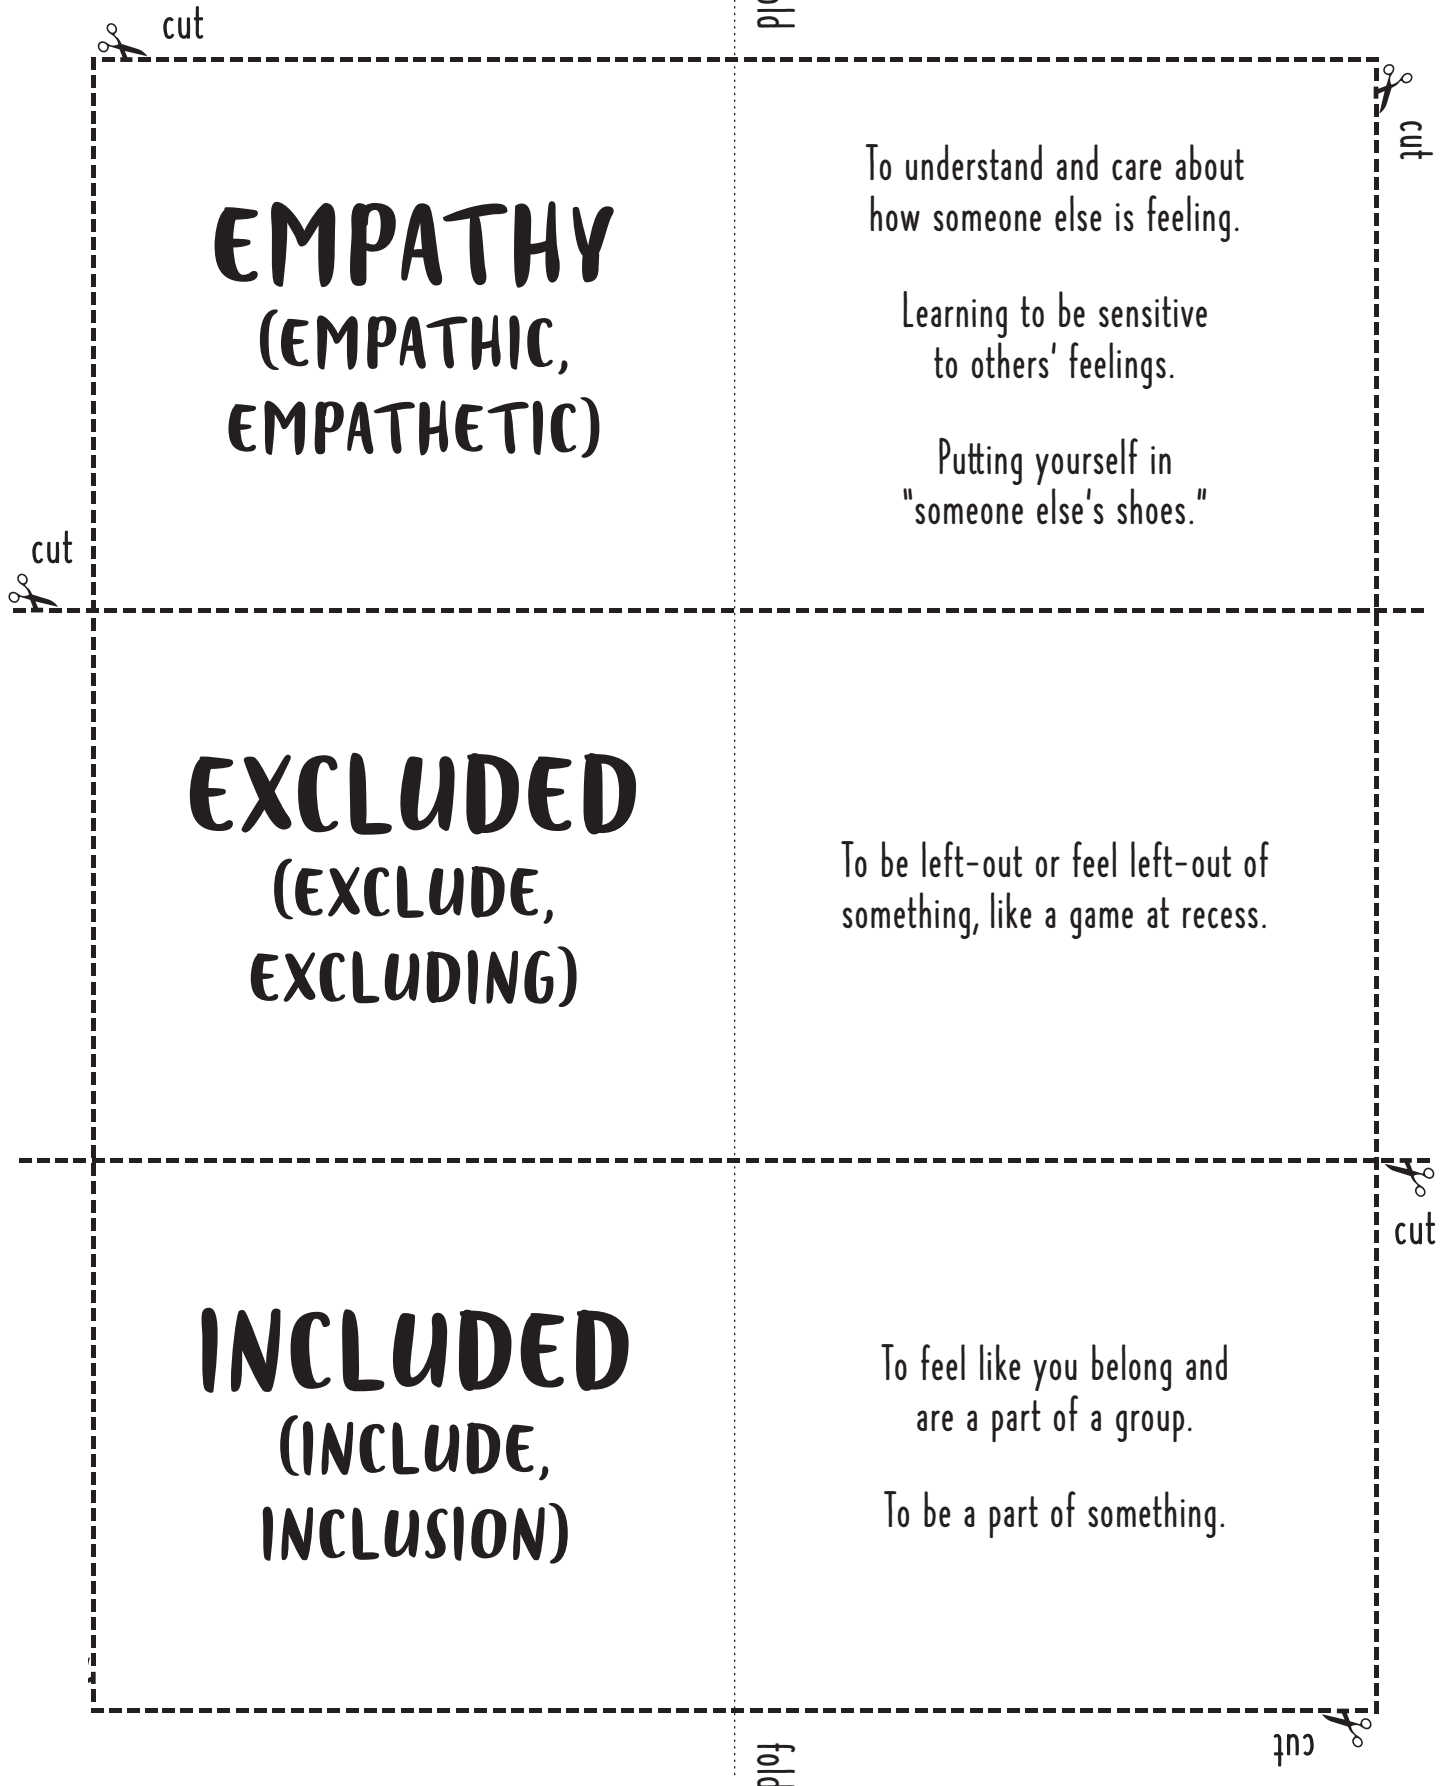 cut
old
cut
EMPATHY
(EMPATHIC,
EMPATHETIC)
To understand and care about
how someone else is feeling.
Learning to be sensitive
to others' feelings.
Putting yourself in
"someone else's shoes."
cut
EXCLUDED
(EXCLUDE,
EXCLUDING)
To be left-out or feel left-out of
something, like a game at recess.
cut
INCLUDED
(INCLUDE,
INCLUSION)
To feel like you belong and
are a part of a group.
To be a part of something.
cut
fold